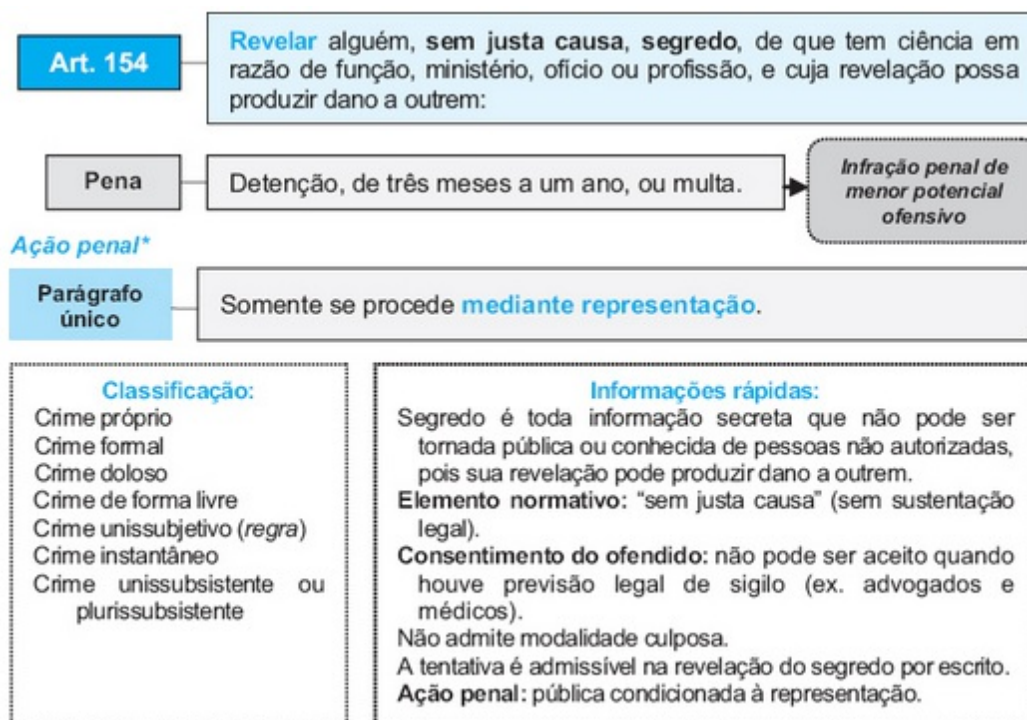 Art. 154
Revelar alguém, sem justa causa, segredo, de que tem ciência em
razão de função, ministério, ofício ou profissão, e cuja revelação possa
produzir dano a outrem:
Pena
Detenção, de três meses a um ano, ou multa.
Infração penal de
menor potencial
ofensivo
Ação penal*
Parágrafo
único
Somente se procede mediante representação.
Classificação:
Crime próprio
Crime formal
Crime doloso
Crime de forma livre
Crime unissubjetivo (regra)
Crime instantâneo
Crime unissubsistente ou
plurissubsistente
Informações rápidas:
Segredo é toda informação secreta que não pode ser
tornada pública ou conhecida de pessoas não autorizadas,
pois sua revelação pode produzir dano a outrem.
Elemento normativo: “sem justa causa” (sem sustentação
legal).
Consentimento do ofendido: não pode ser aceito quando
houve previsão legal de sigilo (ex. advogados e
médicos).
Não admite modalidade culposa.
A tentativa é admissível na revelação do segredo por escrito.
Ação penal: pública condicionada à representação.